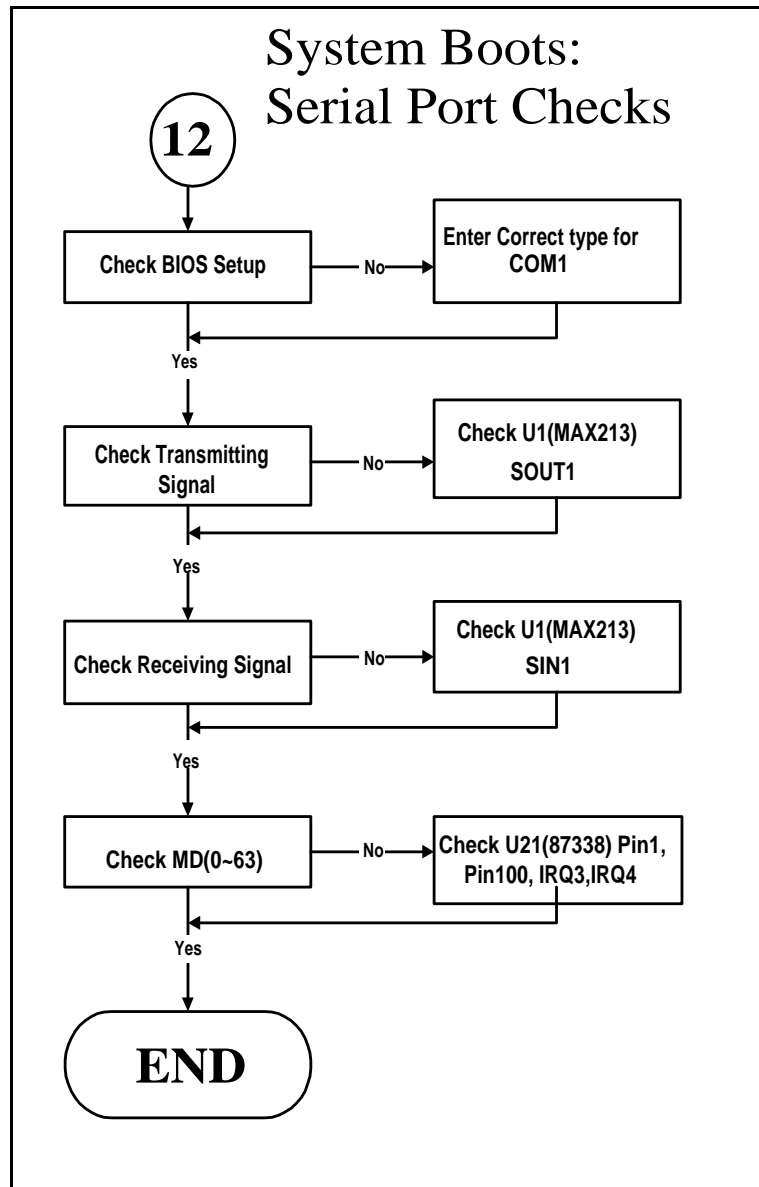 System Boots:
Serial Port Checks
12
Check BIOS Setup
No
Enter Correct type for
COM1
Yes
Check Transmitting
Signal
No
Check U1(MAX213)
SOUT1
Yes
Check Receiving Signal
No
Check U1(MAX213)
SIN1
Yes
Check MD(0~63)
No
Check U21(87338) Pin1,
Pin100, IRQ3,IRQ4
Yes
END